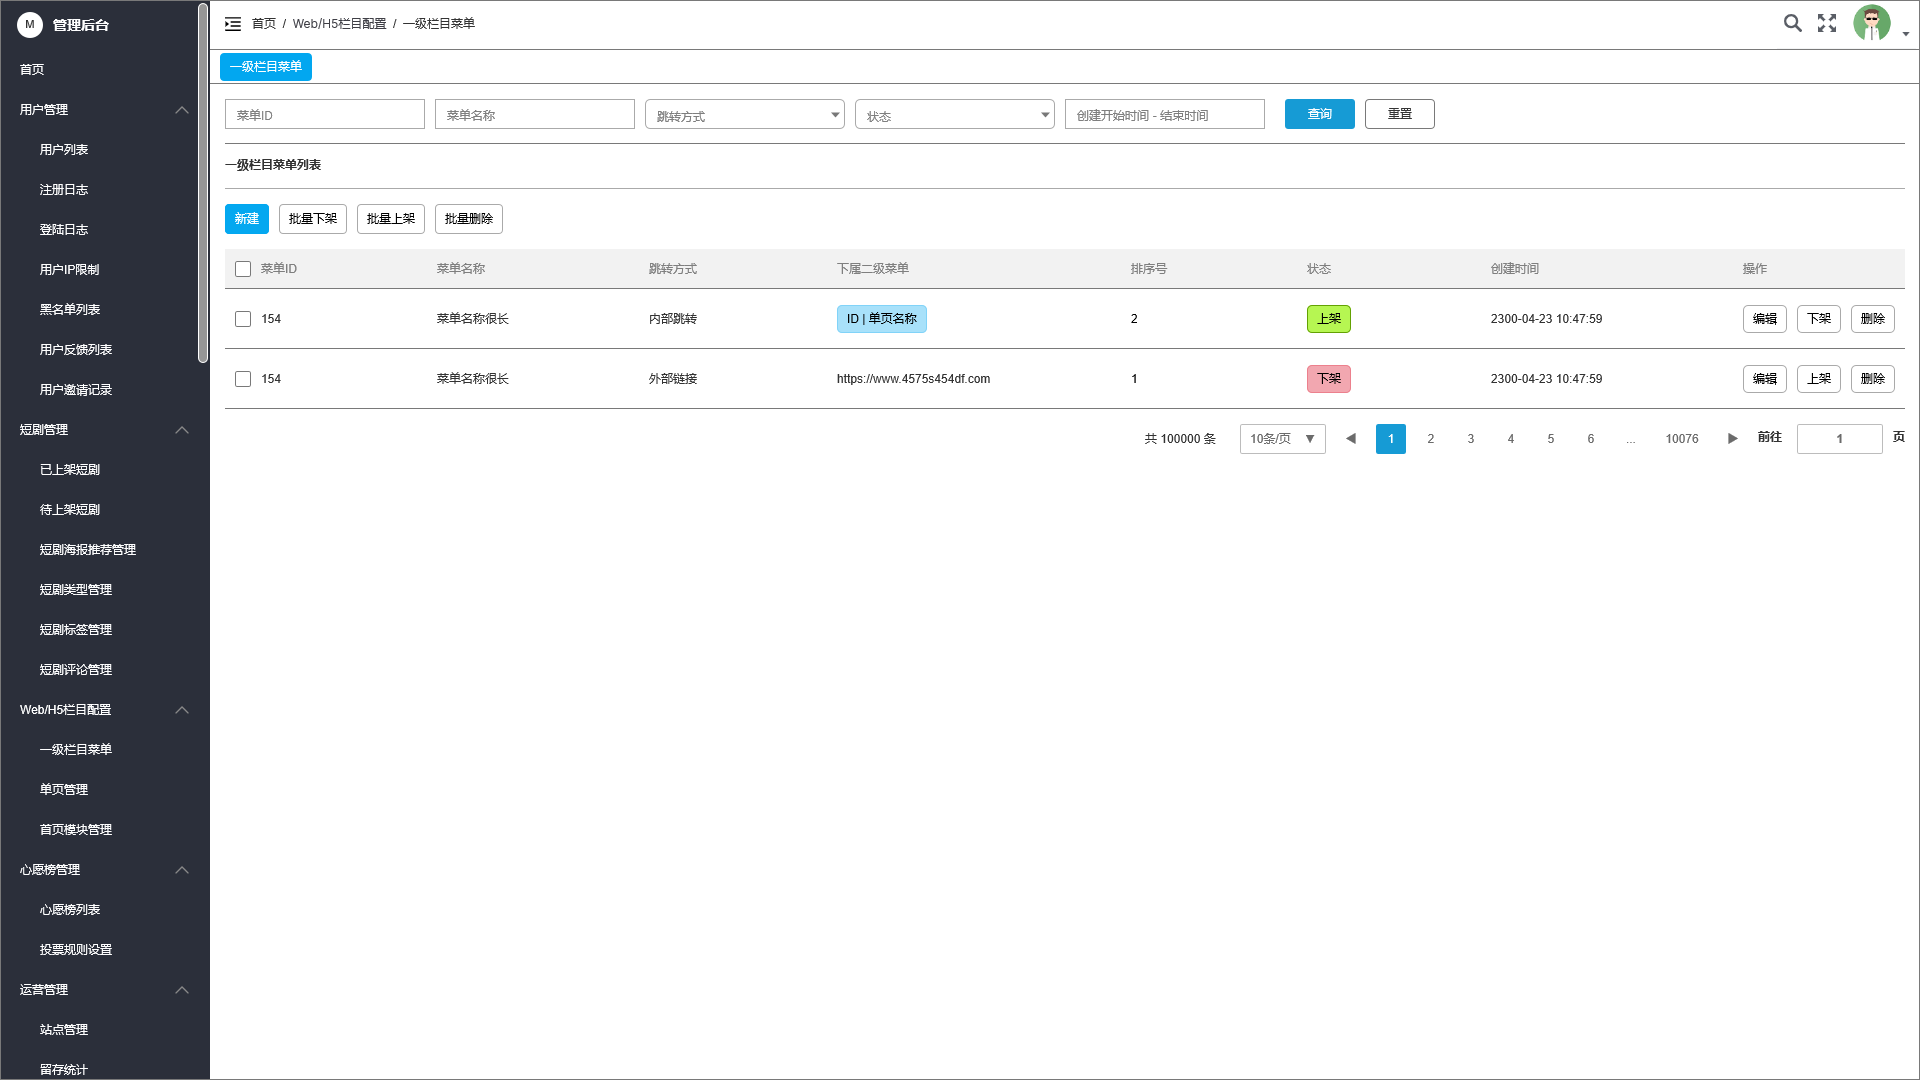 M 管理后台
首页
用户管理
用户列表
注册日志
登陆日志
用户IP限制
黑名单列表
用户反馈列表
用户邀请记录
短剧管理
已上架短剧
待上架短剧
短剧海报推荐管理
短剧类型管理
短剧标签管理
短剧评论管理
Web/H5栏目配置
一级栏目菜单
单页管理
首页模块管理
心愿榜管理
心愿榜列表
投票规则设置
运营管理
站点管理
留存统计
首页 / Web/H5栏目配置 / 一级栏目菜单
一级栏目菜单
菜单ID 菜单名称 跳转方式 状态 创建开始时间 - 结束时间 查询 重置
一级栏目菜单列表
新建 批量下架 批量上架 批量删除
菜单ID 菜单名称 跳转方式 下属二级菜单 排序号 状态 创建时间 操作
154 菜单名称很长 内部跳转 ID | 单页名称 2 上架 2300-04-23 10:47:59 编辑 下架 删除
154 菜单名称很长 外部链接 https://www.4575s454df.com 1 下架 2300-04-23 10:47:59 编辑 上架 删除
共 100000 条 10条/页 ▼ ◀ 1 2 3 4 5 6 ... 10076 ▶ 前往 1 页